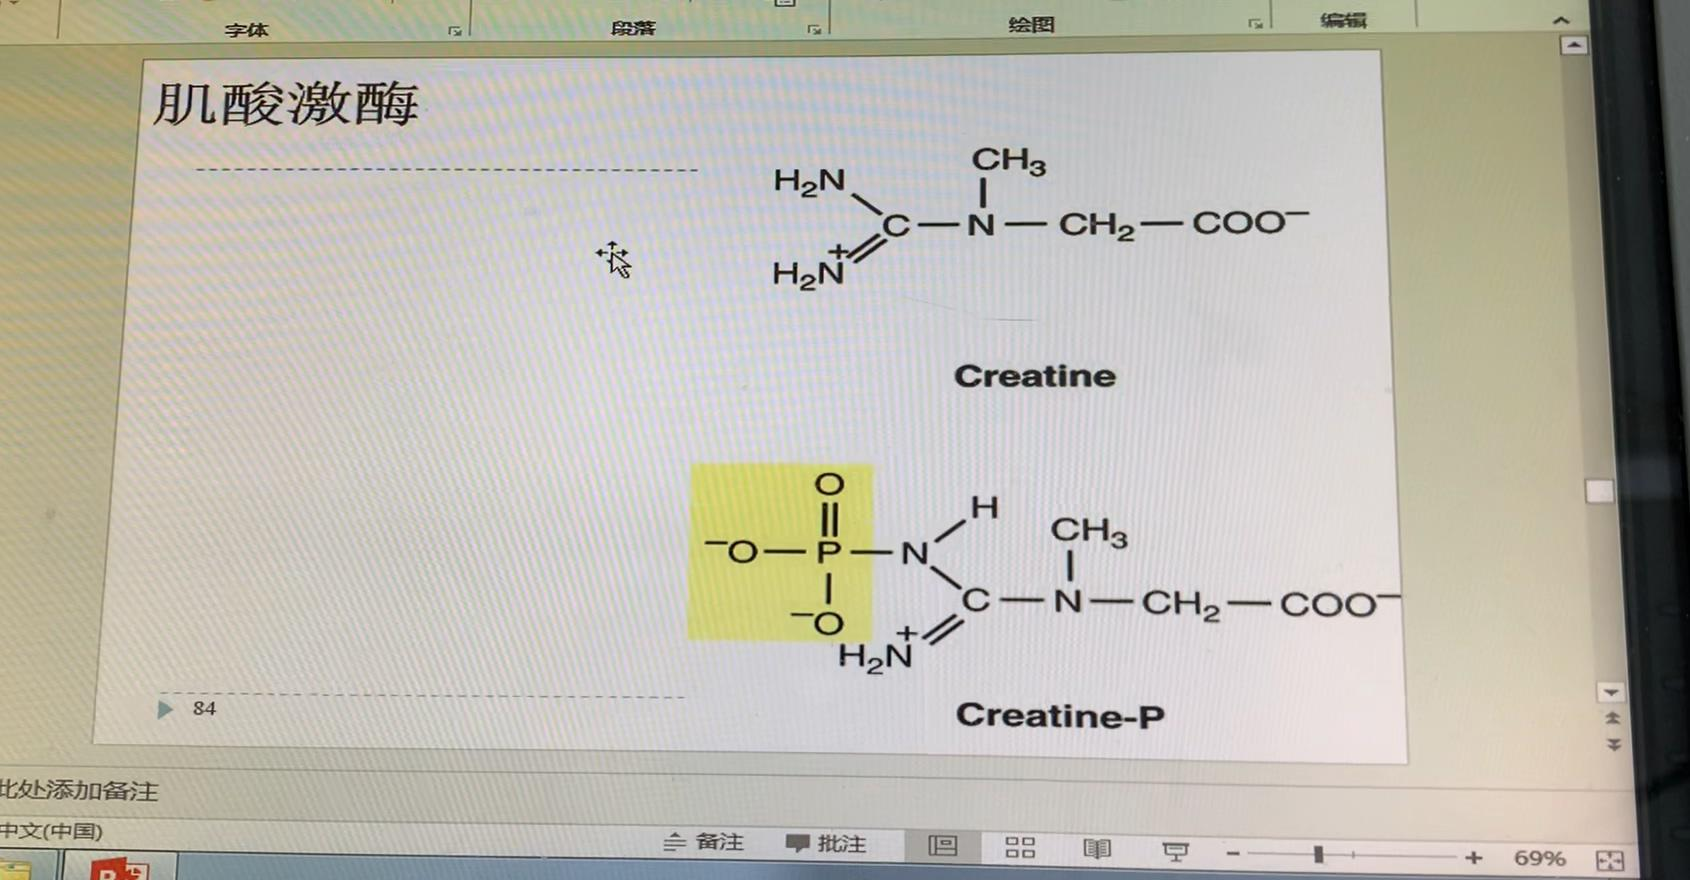 字体 段落 绘图 编辑
肌酸激酶
CH3
H2N
C — N — CH2 — COO−
+
H2N
Creatine
O
H
CH3
−O — P — N
C — N — CH2 — COO−
−O
+
H2N
Creatine-P
84
此处添加备注
中文(中国)
备注 批注 69%